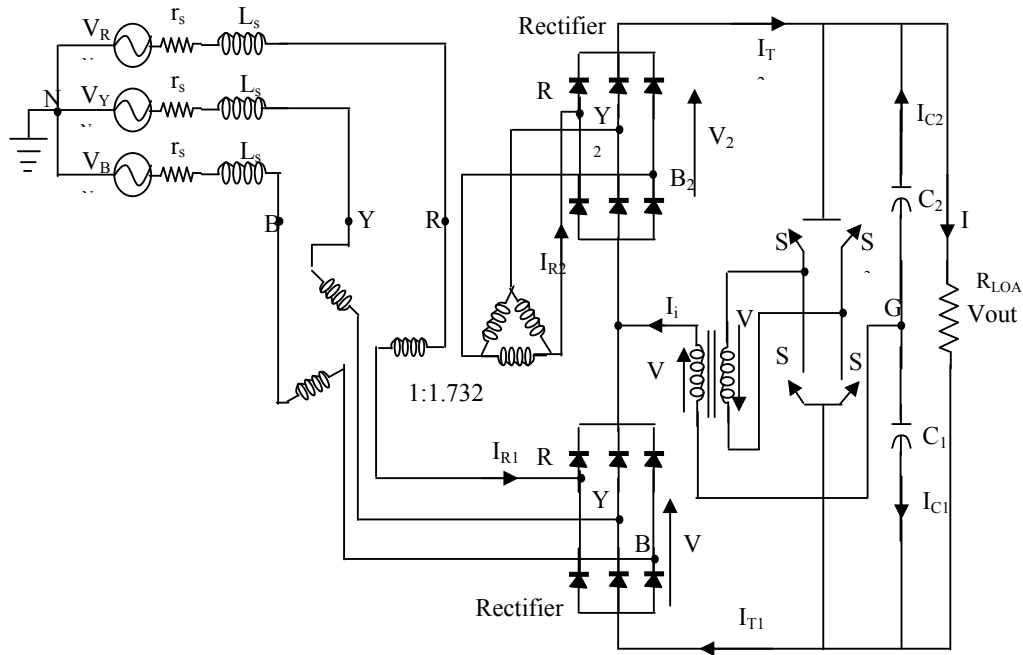 Rectifier
V_R
r_s
L_s
I_T
N
V_Y
r_s
L_s
R
Y
2
V_2
I_C2
V_B
r_s
L_s
B_2
C_2
B
Y
R
I_R2
S
S
I
R_LOA
Vout
G
I_i
V
V
S
S
1:1.732
C_1
I_R1
R
Y
B
V
I_C1
Rectifier
I_T1